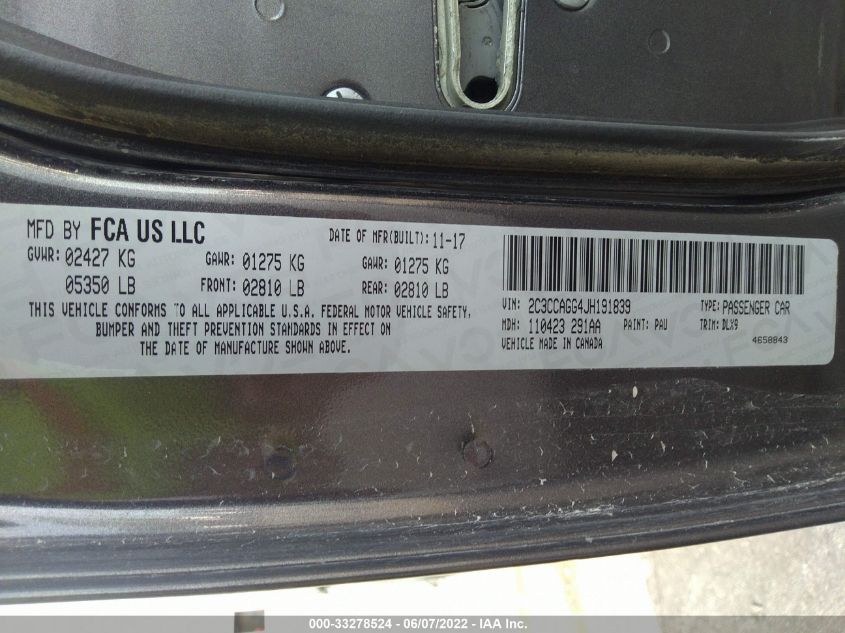 MFD BY FCA US LLC
DATE OF MFR(BUILT): 11-17
GVWR: 02427 KG GAWR: 01275 KG GAWR: 01275 KG
05350 LB FRONT: 02810 LB REAR: 02810 LB
THIS VEHICLE CONFORMS TO ALL APPLICABLE U.S.A. FEDERAL MOTOR VEHICLE SAFETY,
BUMPER AND THEFT PREVENTION STANDARDS IN EFFECT ON
THE DATE OF MANUFACTURE SHOWN ABOVE.
VIN: 2C3CCAGG4JH191839 TYPE: PASSENGER CAR
MDH: 110423 291AA PAINT: PAU TRIM: DLX9
VEHICLE MADE IN CANADA 4658843
000-33278524 | 06/07/2022 - IAA Inc.